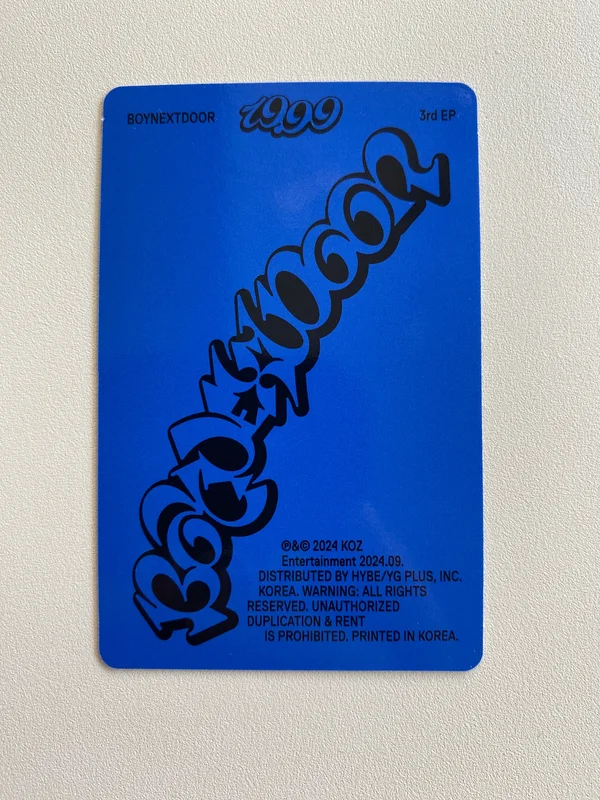 BOYNEXTDOOR 19.99 3rd EP
BOYNEXTDOOR
℗&© 2024 KOZ
Entertainment 2024.09.
DISTRIBUTED BY HYBE/YG PLUS, INC.
KOREA. WARNING: ALL RIGHTS
RESERVED. UNAUTHORIZED
DUPLICATION & RENT
IS PROHIBITED. PRINTED IN KOREA.